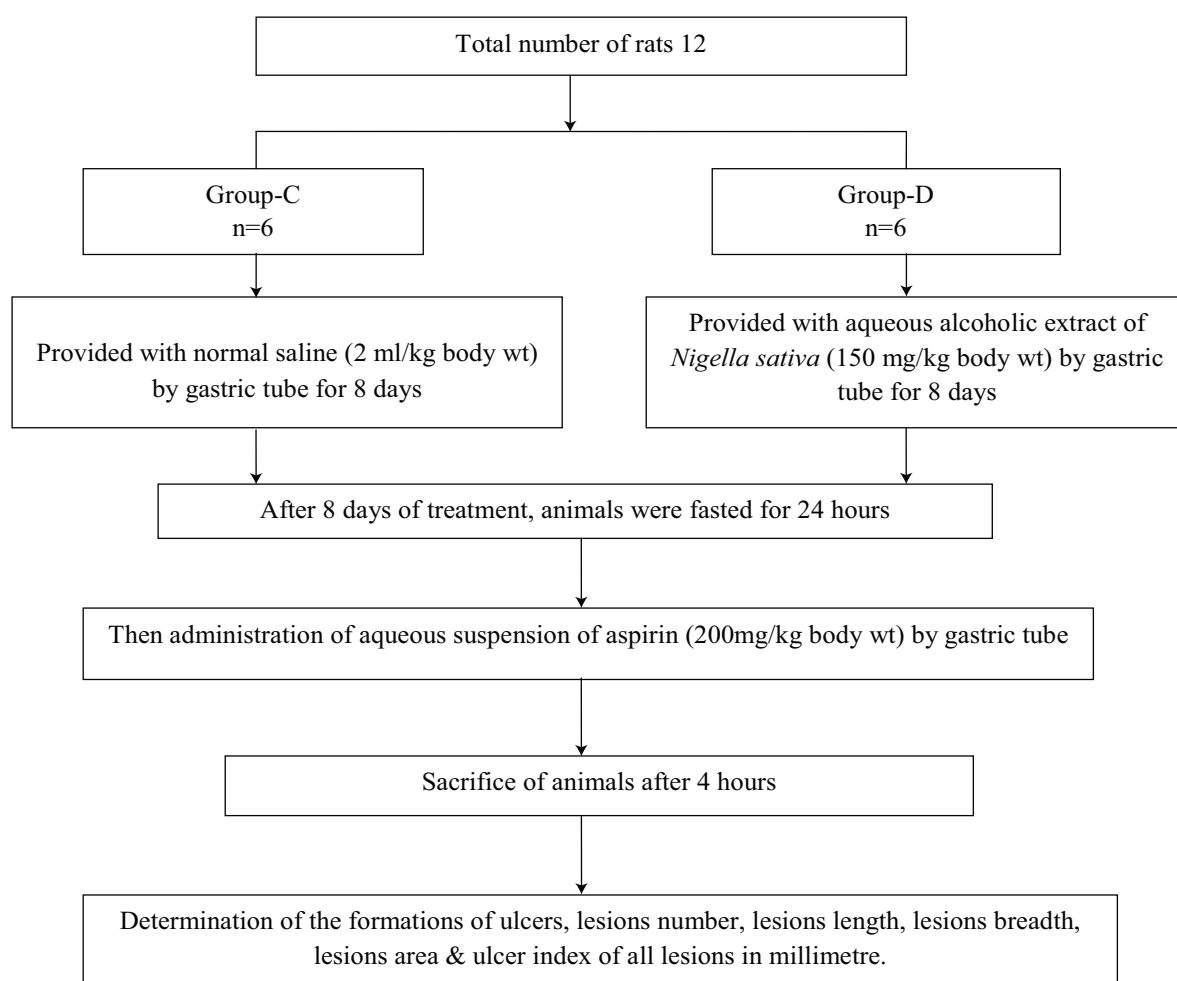 Total number of rats 12
Group-C
n=6
Group-D
n=6
Provided with normal saline (2 ml/kg body wt)
by gastric tube for 8 days
Provided with aqueous alcoholic extract of
Nigella sativa (150 mg/kg body wt) by gastric
tube for 8 days
After 8 days of treatment, animals were fasted for 24 hours
Then administration of aqueous suspension of aspirin (200mg/kg body wt) by gastric tube
Sacrifice of animals after 4 hours
Determination of the formations of ulcers, lesions number, lesions length, lesions breadth,
lesions area & ulcer index of all lesions in millimetre.